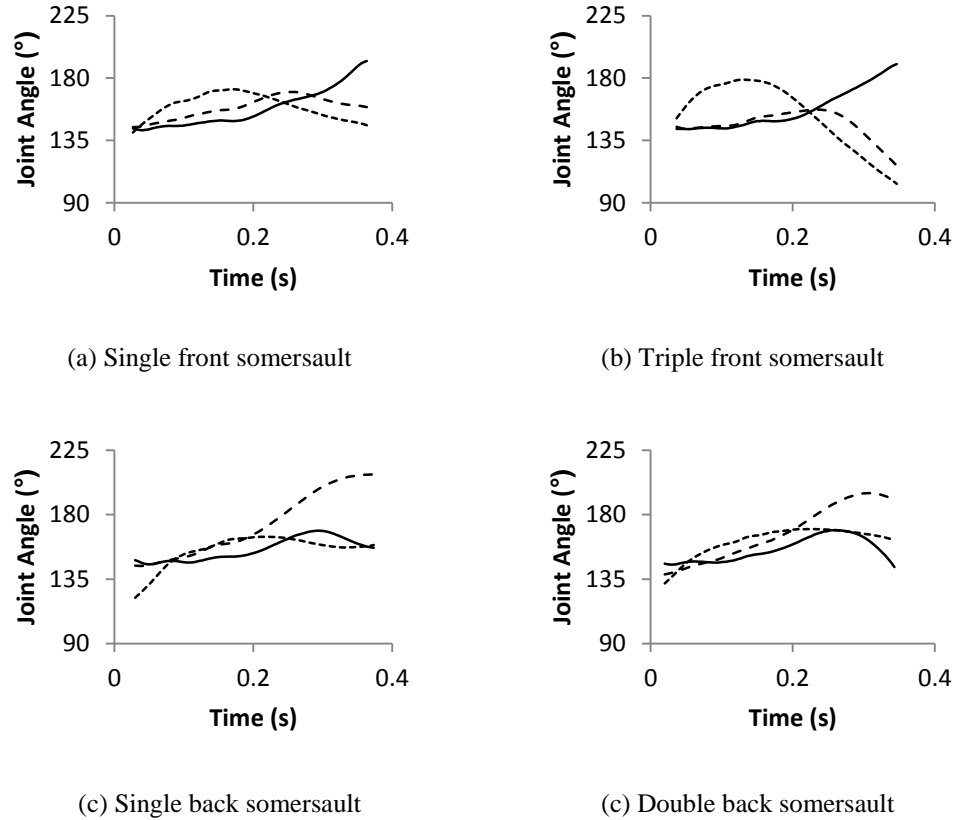 225
180
135
90
Joint Angle (°)
0
0.2
0.4
Time (s)
(a) Single front somersault
225
180
135
90
Joint Angle (°)
0
0.2
0.4
Time (s)
(b) Triple front somersault
225
180
135
90
Joint Angle (°)
0
0.2
0.4
Time (s)
(c) Single back somersault
225
180
135
90
Joint Angle (°)
0
0.2
0.4
Time (s)
(c) Double back somersault